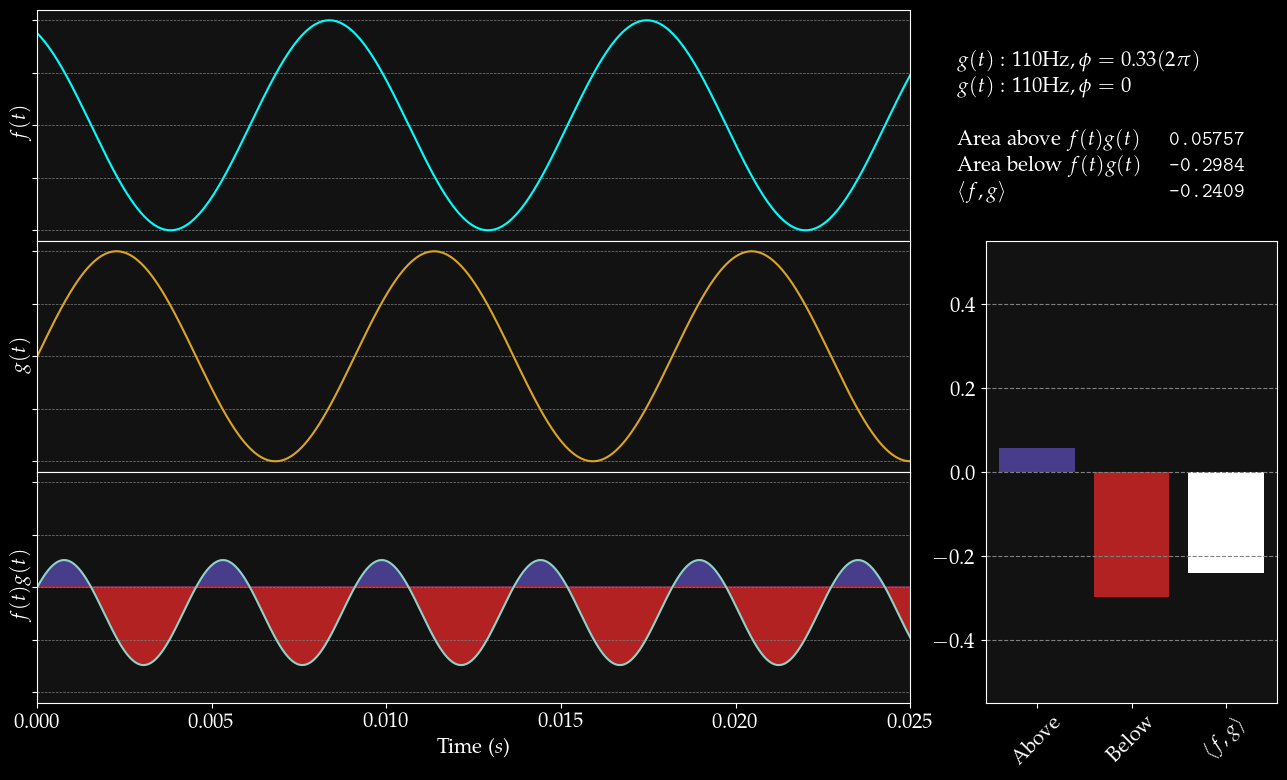 f(t)
g(t)
f(t)g(t)
0.000 0.005 0.010 0.015 0.020 0.025
Time (s)
g(t) : 110Hz, ϕ = 0.33(2π)
g(t) : 110Hz, ϕ = 0
Area above f(t)g(t) 0.05757
Area below f(t)g(t) -0.2984
⟨f, g⟩ -0.2409
0.4
0.2
0.0
−0.2
−0.4
Above Below ⟨f, g⟩